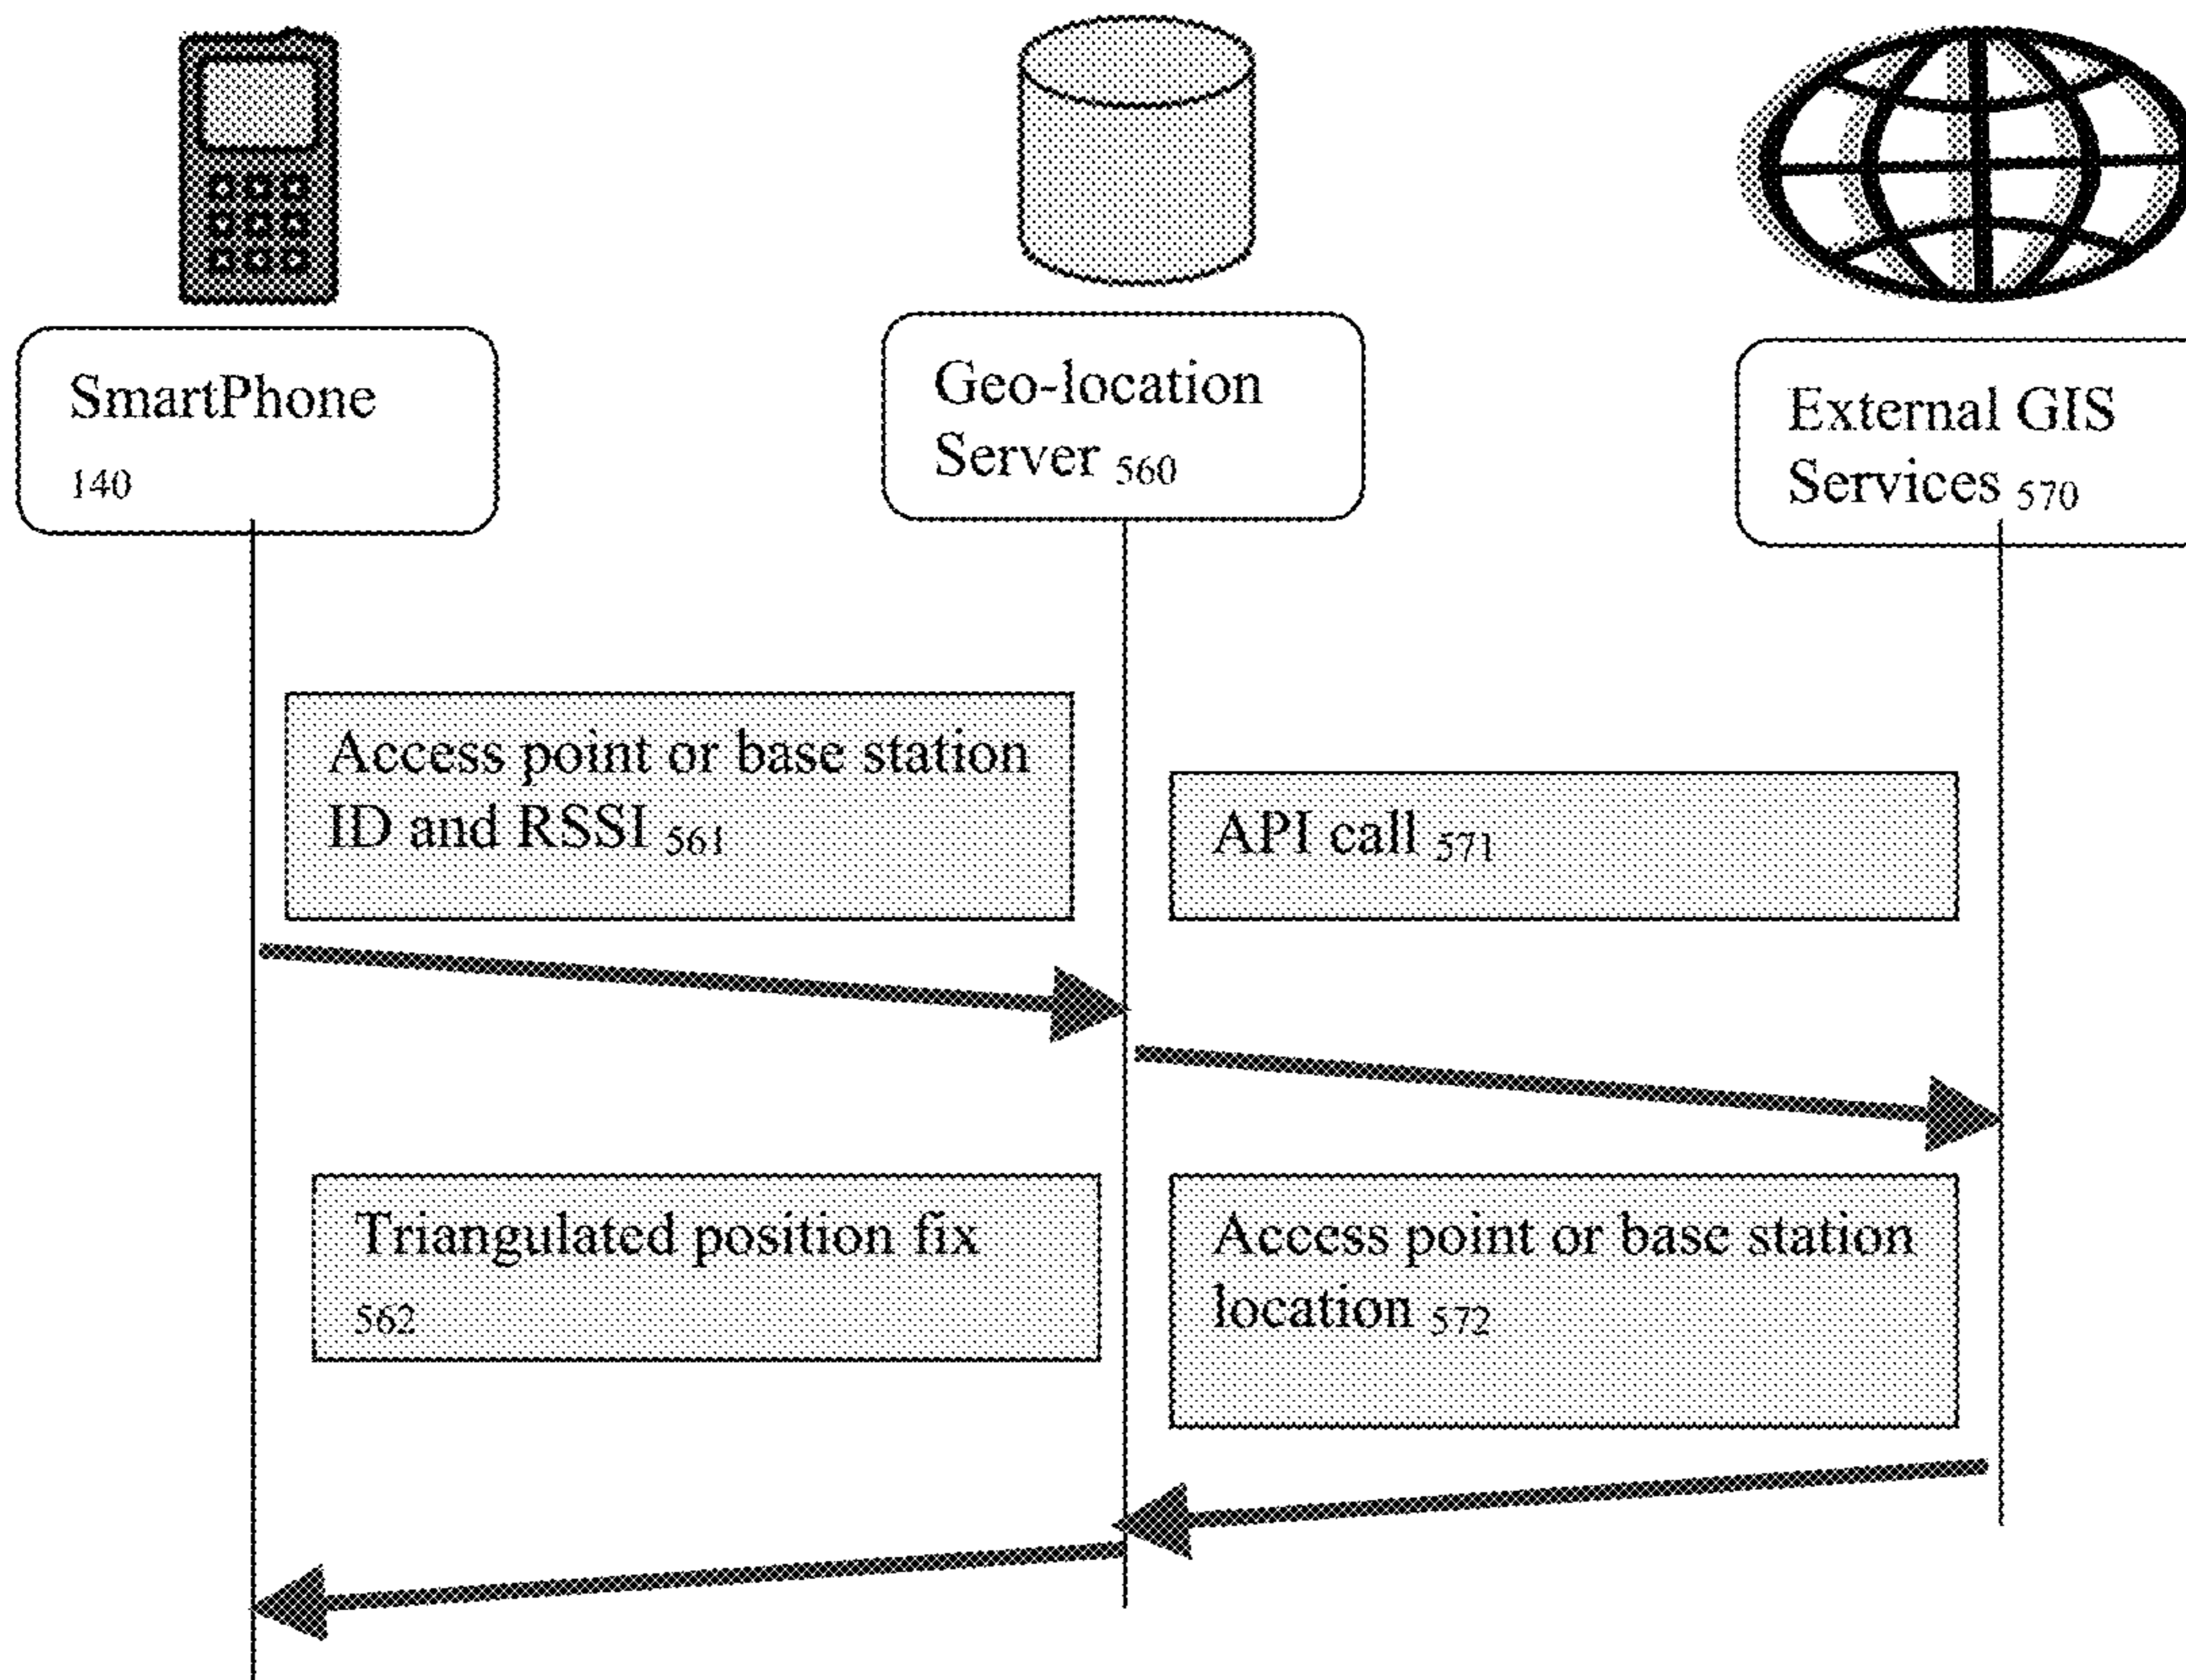 SmartPhone
140
Geo-location
Server 560
External GIS
Services 570
Access point or base station
ID and RSSI 561
API call 571
Triangulated position fix
562
Access point or base station
location 572